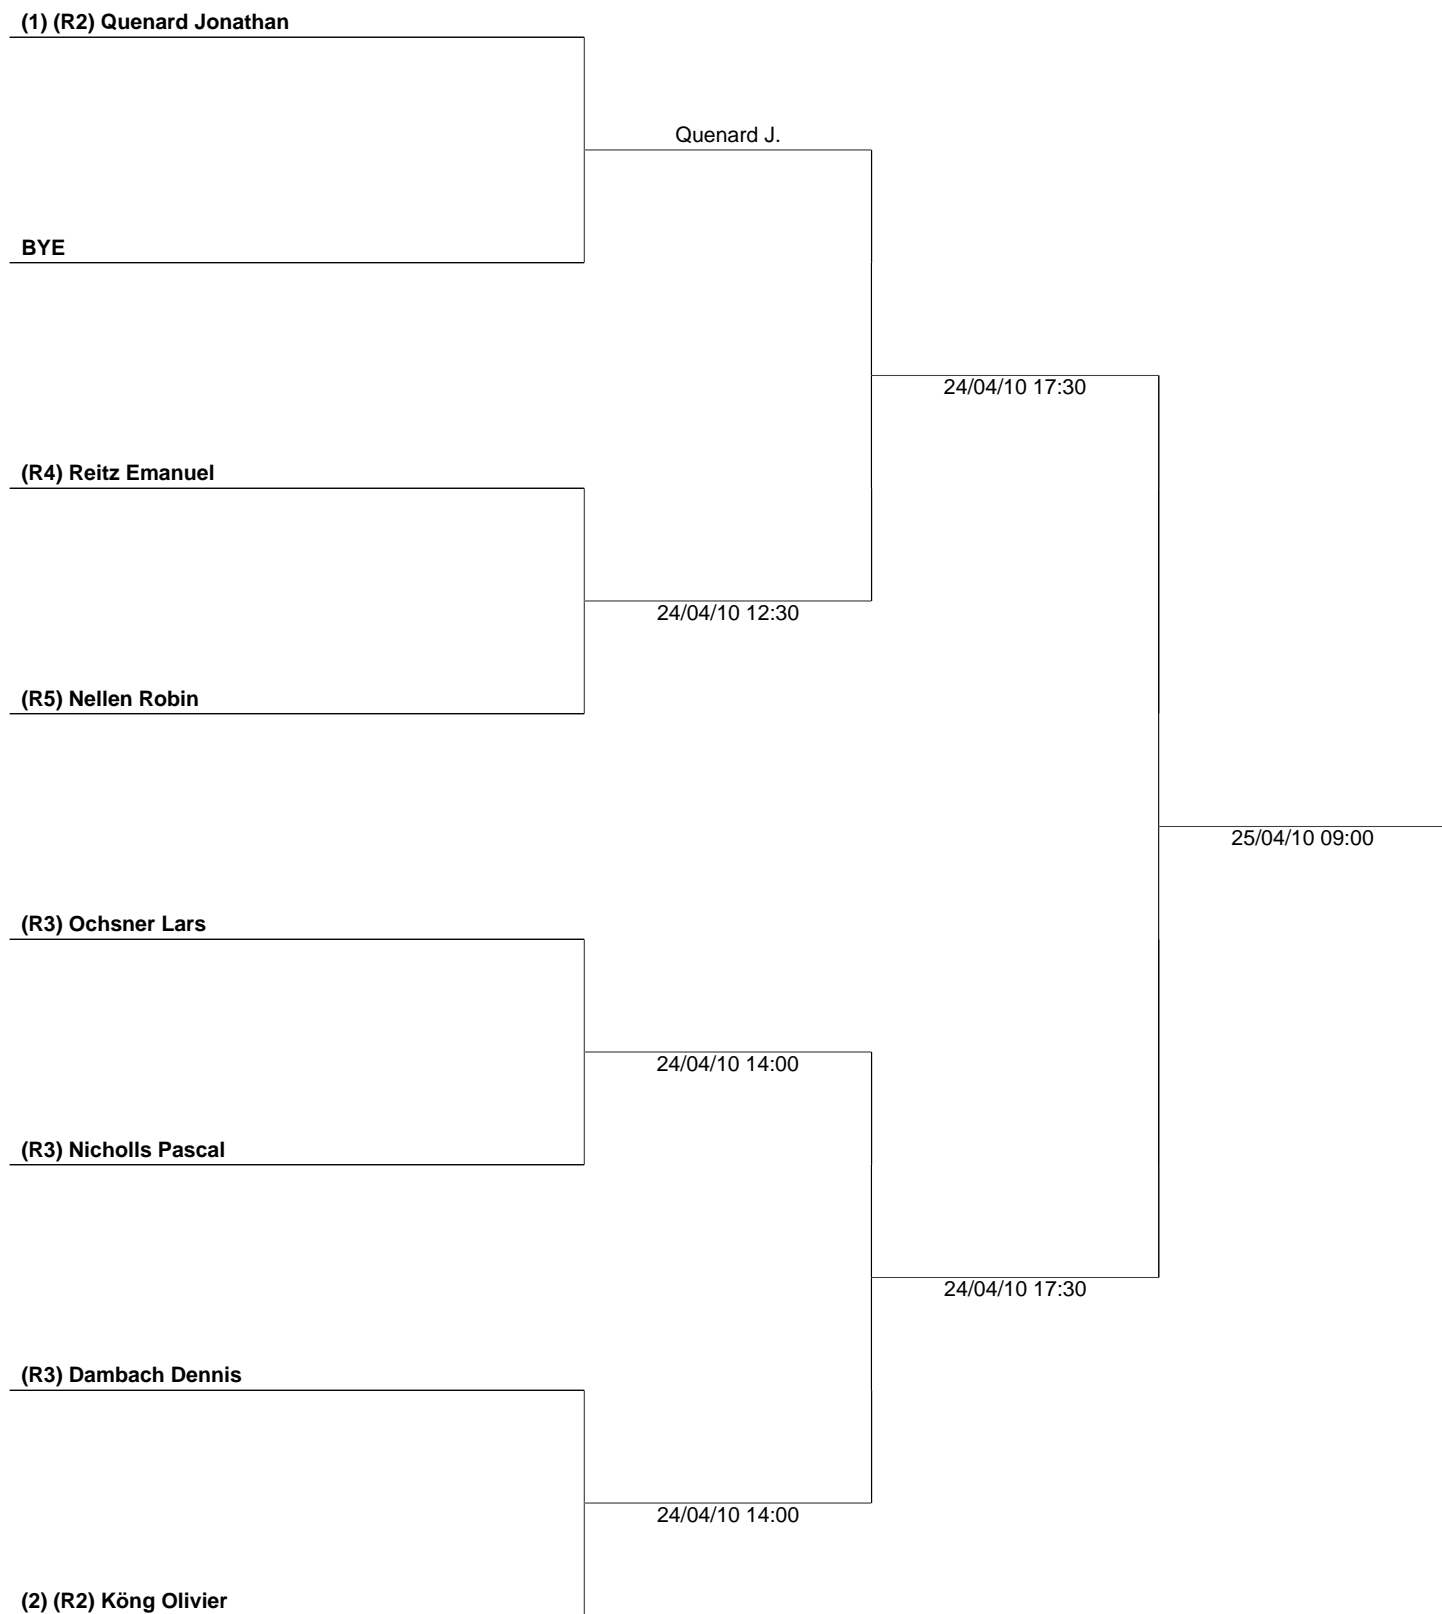 (1) (R2) Quenard Jonathan
Quenard J.
BYE
24/04/10 17:30
(R4) Reitz Emanuel
24/04/10 12:30
(R5) Nellen Robin
25/04/10 09:00
(R3) Ochsner Lars
24/04/10 14:00
(R3) Nicholls Pascal
24/04/10 17:30
(R3) Dambach Dennis
24/04/10 14:00
(2) (R2) Köng Olivier